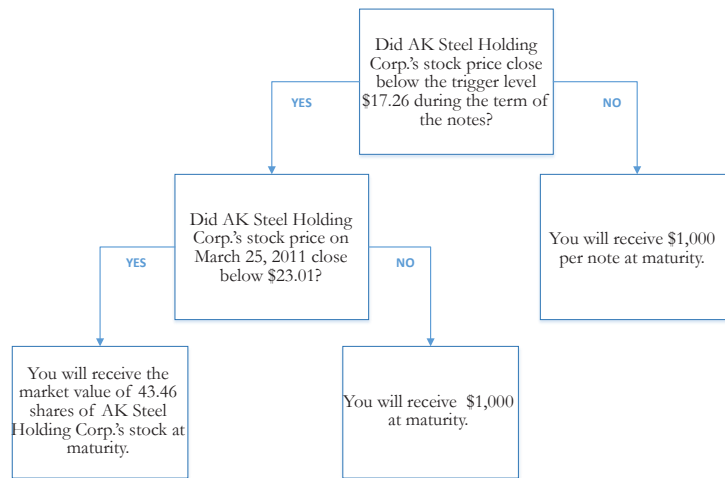 Did AK Steel Holding
Corp.'s stock price close
below the trigger level
$17.26 during the term of
the notes?
YES
NO
Did AK Steel Holding
Corp.'s stock price on
March 25, 2011 close
below $23.01?
You will receive $1,000
per note at maturity.
YES
NO
You will receive the
market value of 43.46
shares of AK Steel
Holding Corp.'s stock at
maturity.
You will receive $1,000
at maturity.